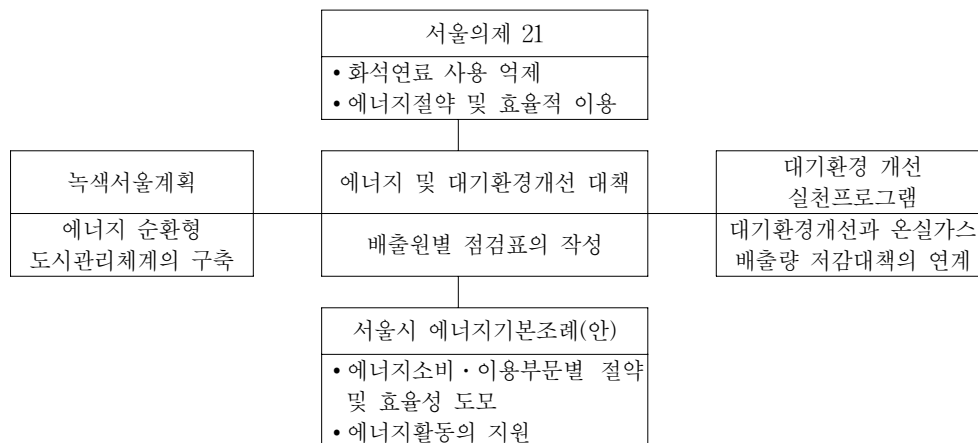 서울의제 21
• 화석연료 사용 억제
• 에너지절약 및 효율적 이용
녹색서울계획
에너지 순환형
도시관리체계의 구축
에너지 및 대기환경개선 대책
배출원별 점검표의 작성
대기환경 개선
실천프로그램
대기환경개선과 온실가스
배출량 저감대책의 연계
서울시 에너지기본조례(안)
• 에너지소비·이용부문별 절약
및 효율성 도모
• 에너지활동의 지원